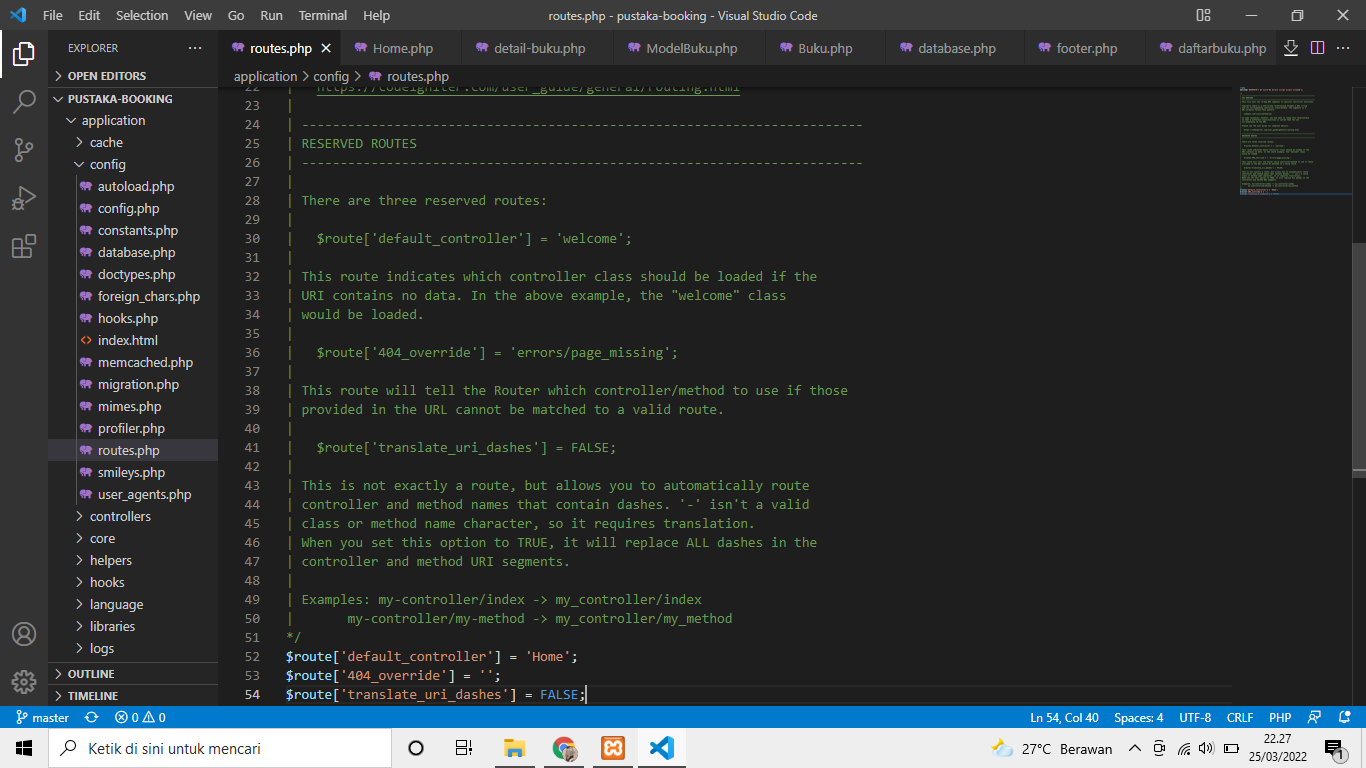 File Edit Selection View Go Run Terminal Help
routes.php - pustaka-booking - Visual Studio Code
EXPLORER
OPEN EDITORS
PUSTAKA-BOOKING
application
cache
config
autoload.php
config.php
constants.php
database.php
doctypes.php
foreign_chars.php
hooks.php
index.html
memcached.php
migration.php
mimes.php
profiler.php
routes.php
smileys.php
user_agents.php
controllers
core
helpers
hooks
language
libraries
logs
OUTLINE
TIMELINE
routes.php Home.php detail-buku.php ModelBuku.php Buku.php database.php footer.php daftarbuku.php
application > config > routes.php
22 | https://codeigniter.com/user_guide/general/routing.html
23 |
24 | -------------------------------------------------------------------------
25 | RESERVED ROUTES
26 | -------------------------------------------------------------------------
27 |
28 | There are three reserved routes:
29 |
30 | $route['default_controller'] = 'welcome';
31 |
32 | This route indicates which controller class should be loaded if the
33 | URI contains no data. In the above example, the "welcome" class
34 | would be loaded.
35 |
36 | $route['404_override'] = 'errors/page_missing';
37 |
38 | This route will tell the Router which controller/method to use if those
39 | provided in the URL cannot be matched to a valid route.
40 |
41 | $route['translate_uri_dashes'] = FALSE;
42 |
43 | This is not exactly a route, but allows you to automatically route
44 | controller and method names that contain dashes. '-' isn't a valid
45 | class or method name character, so it requires translation.
46 | When you set this option to TRUE, it will replace ALL dashes in the
47 | controller and method URI segments.
48 |
49 | Examples: my-controller/index -> my_controller/index
50 | my-controller/my-method -> my_controller/my_method
51 */
52 $route['default_controller'] = 'Home';
53 $route['404_override'] = '';
54 $route['translate_uri_dashes'] = FALSE;
master 0 0 Ln 54, Col 40 Spaces: 4 UTF-8 CRLF PHP
Ketik di sini untuk mencari
27°C Berawan
22.27
25/03/2022
1